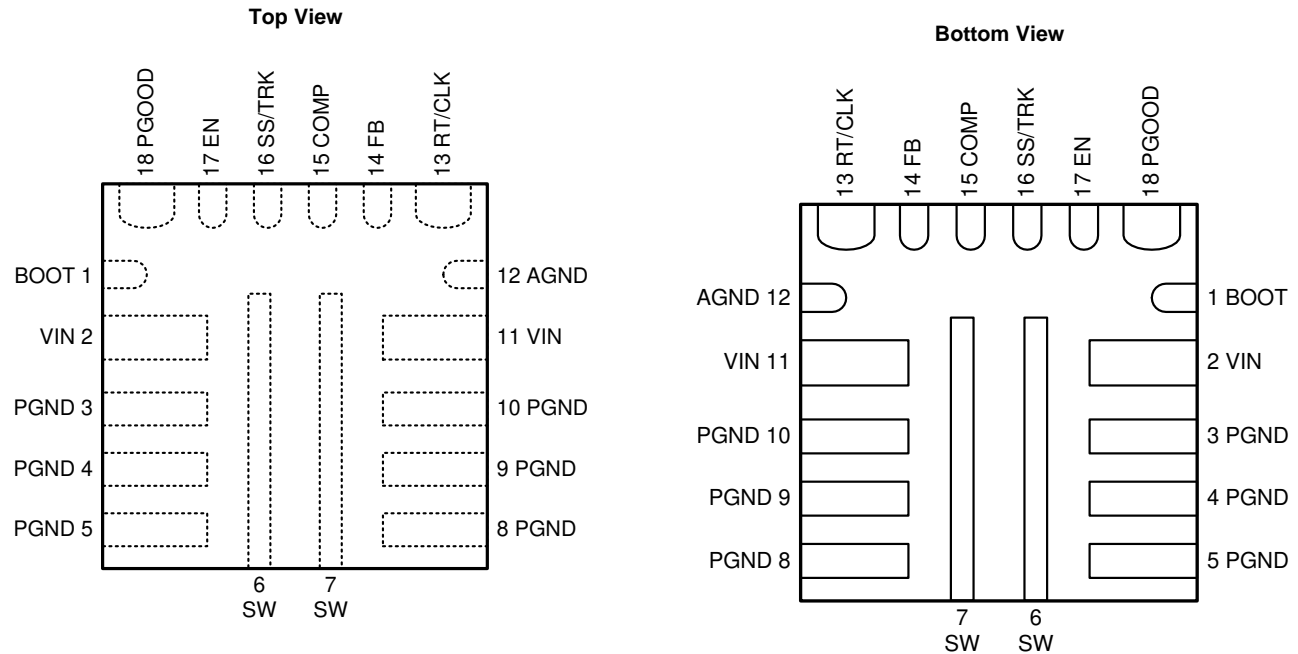 Top View
18 PGOOD
17 EN
16 SS/TRK
15 COMP
14 FB
13 RT/CLK
BOOT 1
12 AGND
VIN 2
11 VIN
PGND 3
10 PGND
PGND 4
9 PGND
PGND 5
8 PGND
6
SW
7
SW
Bottom View
13 RT/CLK
14 FB
15 COMP
16 SS/TRK
17 EN
18 PGOOD
AGND 12
1 BOOT
VIN 11
2 VIN
PGND 10
3 PGND
PGND 9
4 PGND
PGND 8
5 PGND
7
SW
6
SW